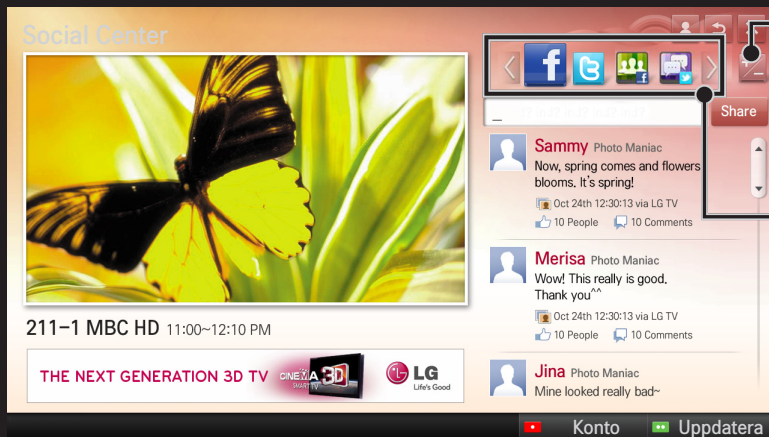 Social Center
Share
Sammy Photo Maniac
Now, spring comes and flowers
blooms. It's spring!
Oct 24th 12:30:13 via LG TV
10 People 10 Comments
Merisa Photo Maniac
Wow! This really is good.
Thank you^^
Oct 24th 12:30:13 via LG TV
10 People 10 Comments
Jina Photo Maniac
Mine looked really bad~
211-1 MBC HD 11:00~12:10 PM
THE NEXT GENERATION 3D TV CINEMA 3D SMART TV LG
Life's Good
Konto Uppdatera